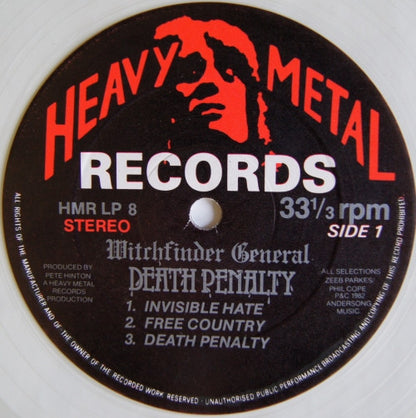 HEAVY METAL
RECORDS
HMR LP 8
STEREO
33 1/3 rpm
SIDE 1
Witchfinder General
DEATH PENALTY
PRODUCED BY
PETE HINTON
A HEAVY METAL
RECORDS
PRODUCTION
1. INVISIBLE HATE
2. FREE COUNTRY
3. DEATH PENALTY
ALL SELECTIONS
ZEEB PARKES/
PHIL COPE
P&C 1982
ANDERSONG
MUSIC.
ALL RIGHTS OF THE MANUFACTURER AND OF THE OWNER OF THE RECORDED WORK RESERVED · UNAUTHORISED PUBLIC PERFORMANCE BROADCASTING AND COPYING OF THIS RECORD PROHIBITED.